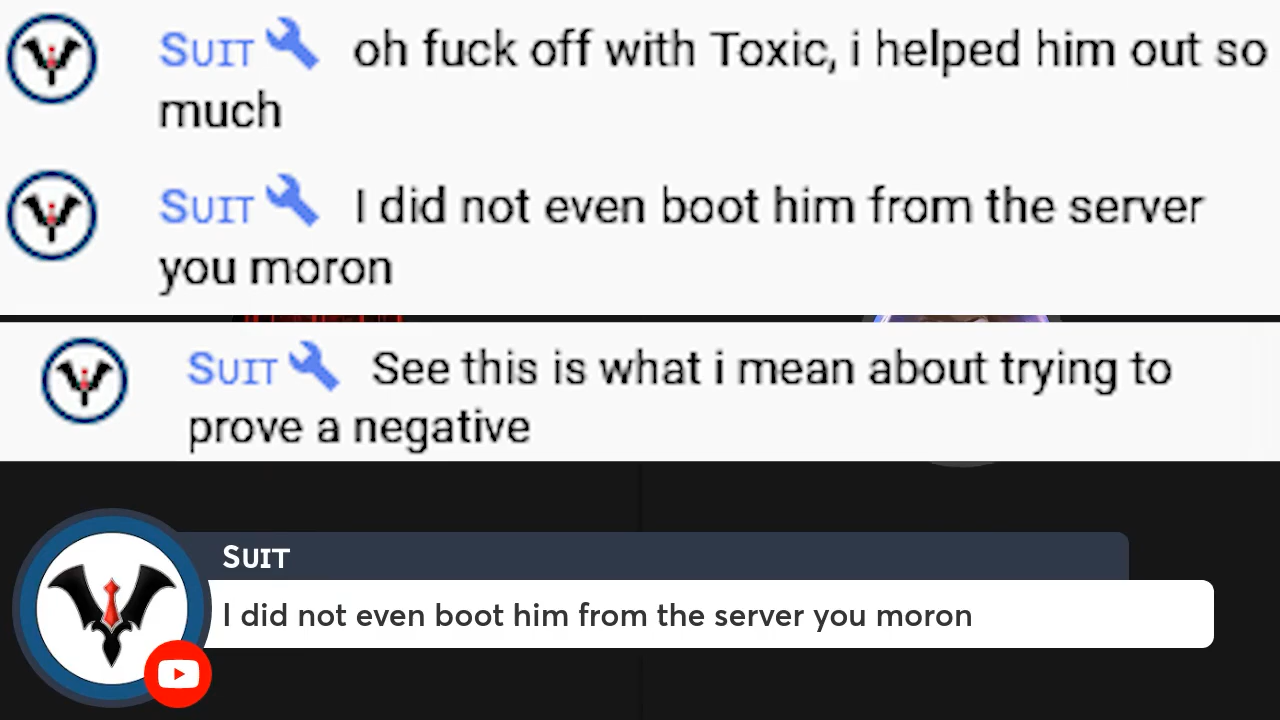 Suit oh fuck off with Toxic, i helped him out so
much
Suit I did not even boot him from the server
you moron
Suit See this is what i mean about trying to
prove a negative
Suit
I did not even boot him from the server you moron